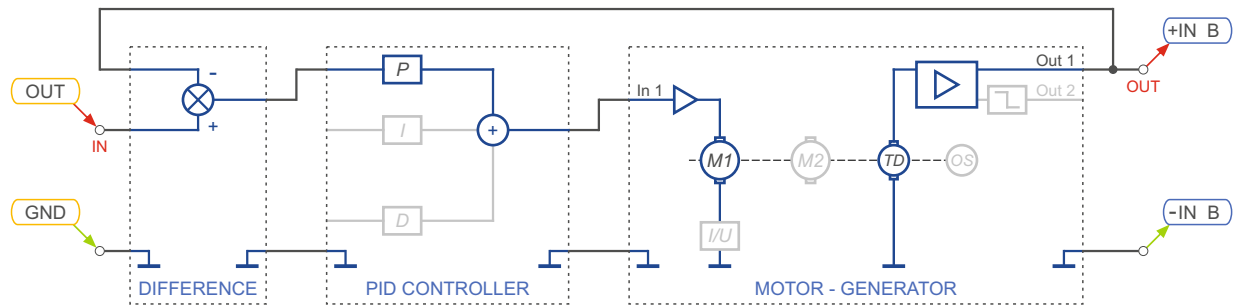 +IN B
OUT
-
P
In 1
Out 1
OUT
Out 2
IN
+
I
+
M1
M2
TD
OS
GND
D
I/U
-IN B
DIFFERENCE
PID CONTROLLER
MOTOR - GENERATOR